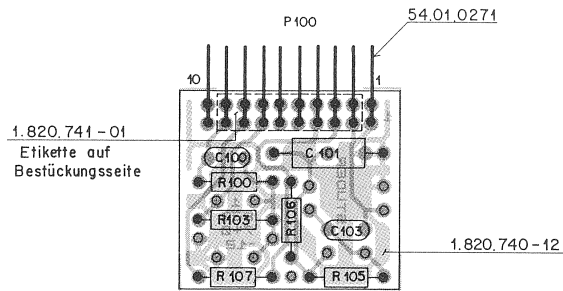 P100
54.01.0271
10
1
1.820.741-01
Etikette auf
Bestückungsseite
C100
C 101
R100
R103
R106
C103
1.820.740-12
R107
R105